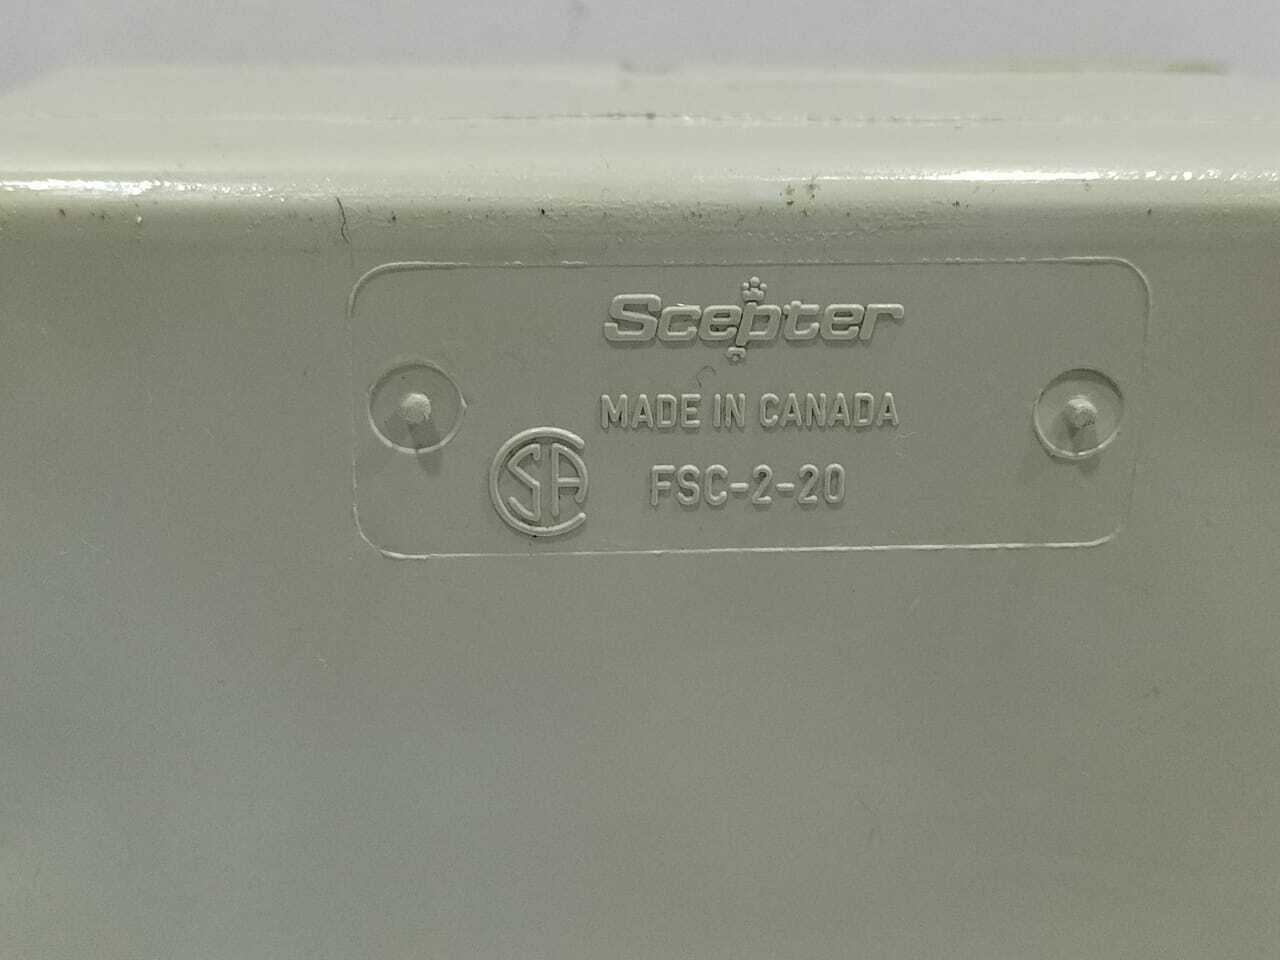 Scepter
MADE IN CANADA
CSA
FSC-2-20